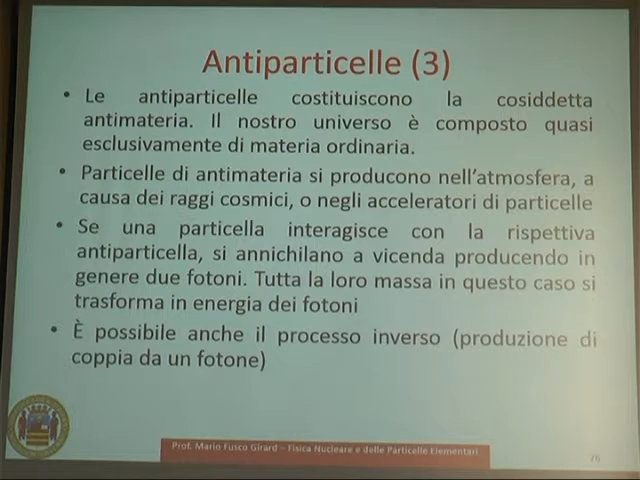 Antiparticelle (3)
• Le antiparticelle costituiscono la cosiddetta
antimateria. Il nostro universo è composto quasi
esclusivamente di materia ordinaria.
• Particelle di antimateria si producono nell'atmosfera, a
causa dei raggi cosmici, o negli acceleratori di particelle
• Se una particella interagisce con la rispettiva
antiparticella, si annichilano a vicenda producendo in
genere due fotoni. Tutta la loro massa in questo caso si
trasforma in energia dei fotoni
• È possibile anche il processo inverso (produzione di
coppia da un fotone)
Prof. Mario Fusco Girard – Fisica Nucleare e delle Particelle Elementari
76